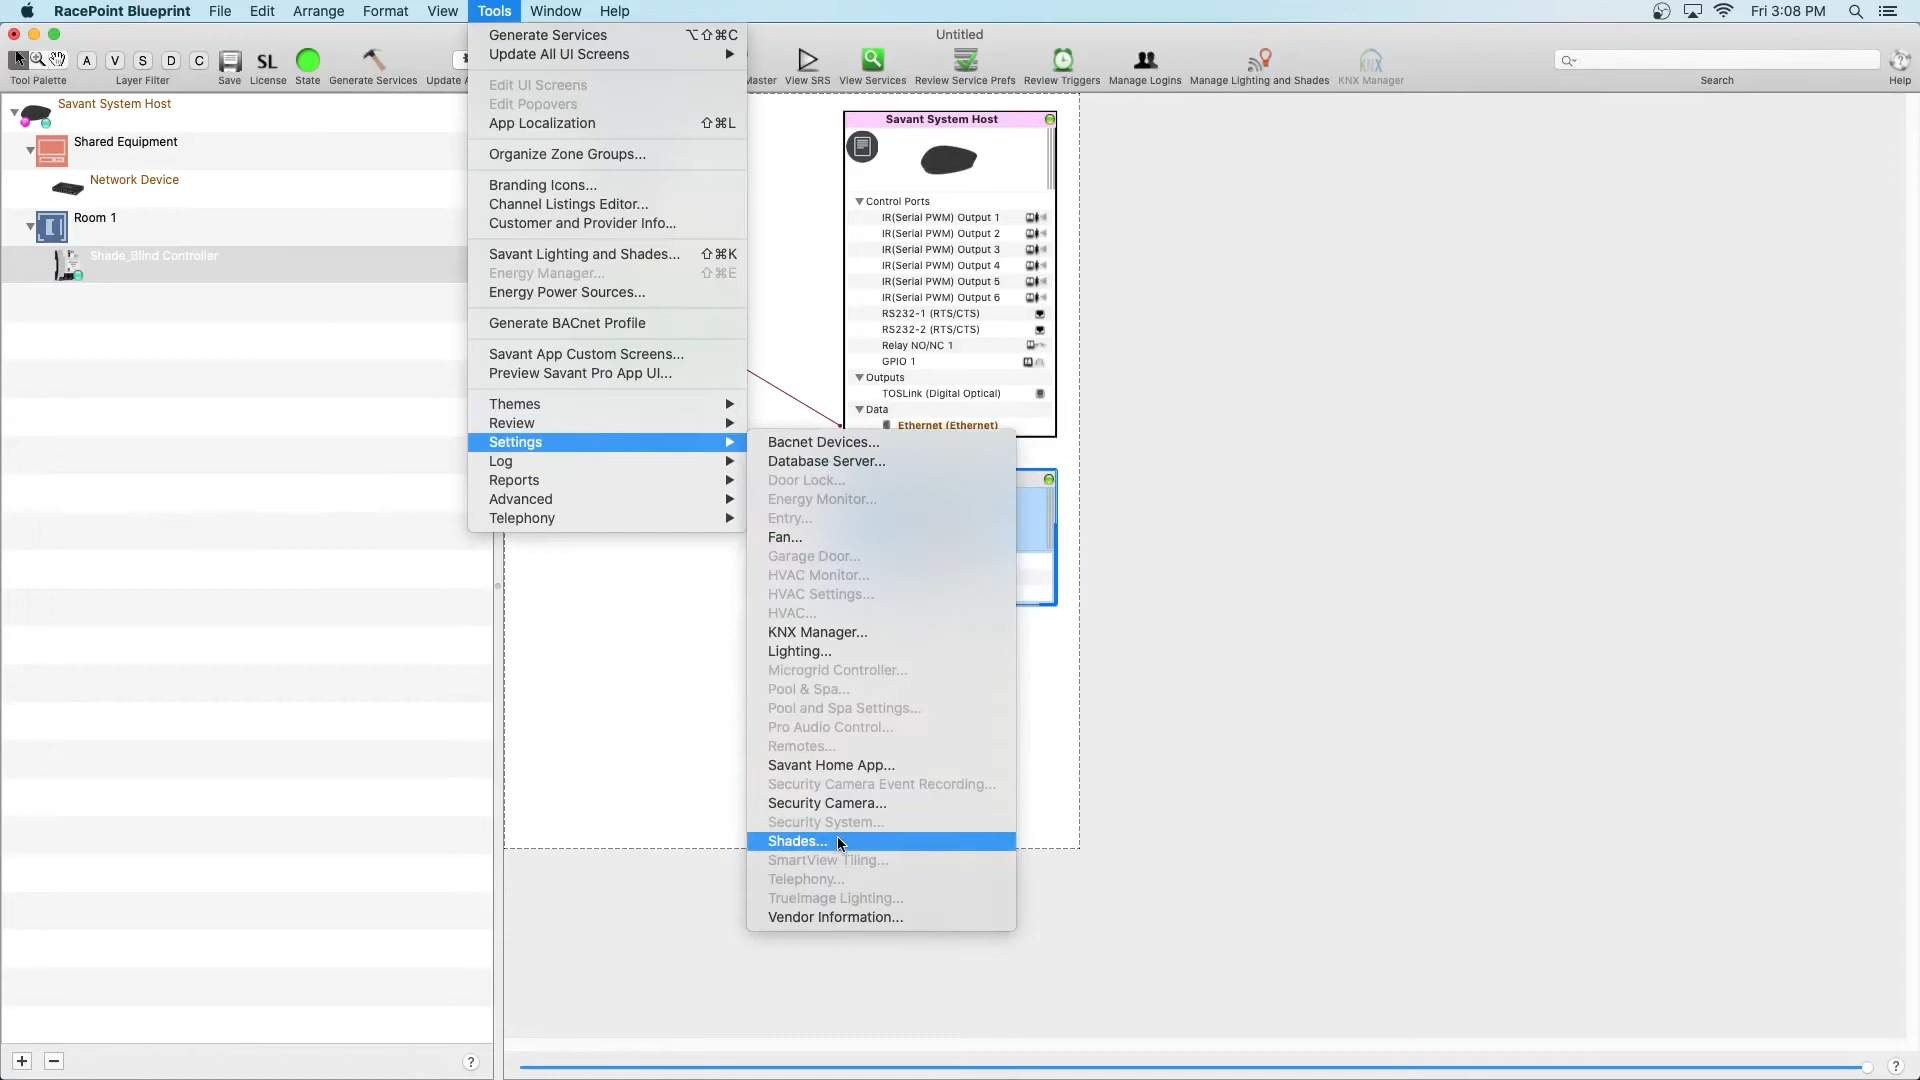 RacePoint Blueprint File Edit Arrange Format View Tools Window Help Fri 3:08 PM
Untitled
A V S D C SL
Tool Palette Layer Filter Save License State Generate Services Update A Master View SRS View Services Review Service Prefs Review Triggers Manage Logins Manage Lighting and Shades KNX Manager Search Help
Savant System Host
Shared Equipment
Network Device
Room 1
Shade_Blind Controller
Generate Services ⌥⇧⌘C
Update All UI Screens
Edit UI Screens
Edit Popovers
App Localization ⇧⌘L
Organize Zone Groups...
Branding Icons...
Channel Listings Editor...
Customer and Provider Info...
Savant Lighting and Shades... ⇧⌘K
Energy Manager... ⇧⌘E
Energy Power Sources...
Generate BACnet Profile
Savant App Custom Screens...
Preview Savant Pro App UI...
Themes
Review
Settings
Log
Reports
Advanced
Telephony
Bacnet Devices...
Database Server...
Door Lock...
Energy Monitor...
Entry...
Fan...
Garage Door...
HVAC Monitor...
HVAC Settings...
HVAC...
KNX Manager...
Lighting...
Microgrid Controller...
Pool & Spa...
Pool and Spa Settings...
Pro Audio Control...
Remotes...
Savant Home App...
Security Camera Event Recording...
Security Camera...
Security System...
Shades...
SmartView Tiling...
Telephony...
TrueImage Lighting...
Vendor Information...
Savant System Host
Control Ports
IR(Serial PWM) Output 1
IR(Serial PWM) Output 2
IR(Serial PWM) Output 3
IR(Serial PWM) Output 4
IR(Serial PWM) Output 5
IR(Serial PWM) Output 6
RS232-1 (RTS/CTS)
RS232-2 (RTS/CTS)
Relay NO/NC 1
GPIO 1
Outputs
TOSLink (Digital Optical)
Data
Ethernet (Ethernet)
+ − ? ?